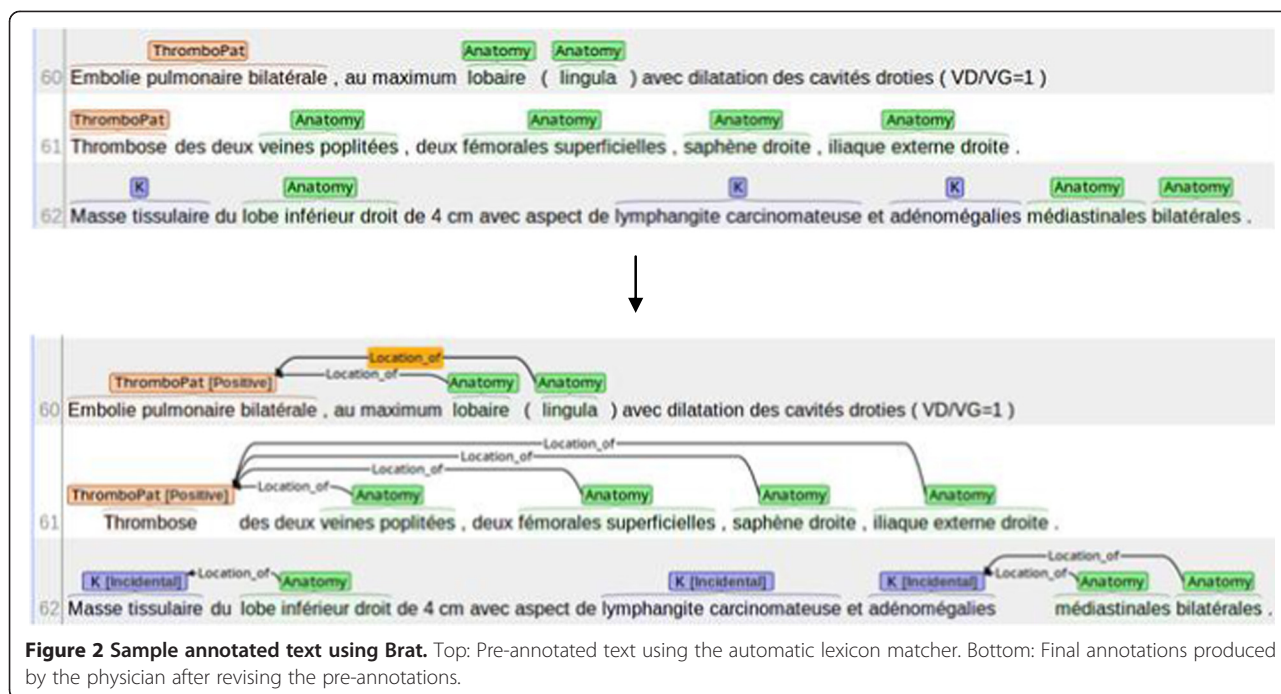 ThromboPat Anatomy Anatomy
60 Embolie pulmonaire bilatérale , au maximum lobaire ( lingula ) avec dilatation des cavités droties ( VD/VG=1 )
ThromboPat Anatomy Anatomy Anatomy Anatomy
61 Thrombose des deux veines poplitées , deux fémorales superficielles , saphène droite , iliaque externe droite .
K Anatomy K K Anatomy Anatomy
62 Masse tissulaire du lobe inférieur droit de 4 cm avec aspect de lymphangite carcinomateuse et adénomégalies médiastinales bilatérales .
Location_of
Location_of
ThromboPat [Positive] Anatomy Anatomy
60 Embolie pulmonaire bilatérale , au maximum lobaire ( lingula ) avec dilatation des cavités droties ( VD/VG=1 )
Location_of
Location_of
Location_of
Location_of
ThromboPat [Positive] Anatomy Anatomy Anatomy Anatomy
61 Thrombose des deux veines poplitées , deux fémorales superficielles , saphène droite , iliaque externe droite .
Location_of
K [Incidental] Location_of Anatomy K [Incidental] K [Incidental] Location_of Anatomy Anatomy
62 Masse tissulaire du lobe inférieur droit de 4 cm avec aspect de lymphangite carcinomateuse et adénomégalies médiastinales bilatérales .
Figure 2 Sample annotated text using Brat. Top: Pre-annotated text using the automatic lexicon matcher. Bottom: Final annotations produced
by the physician after revising the pre-annotations.